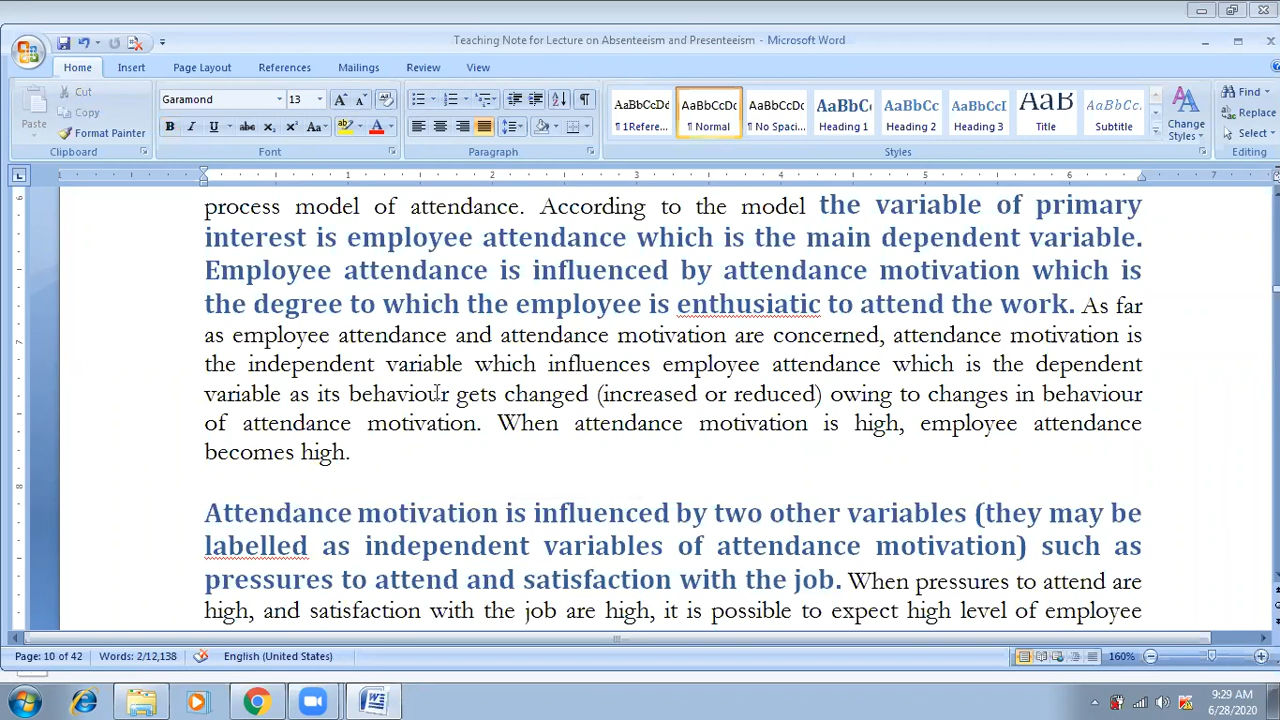 Teaching Note for Lecture on Absenteeism and Presenteeism - Microsoft Word
Home Insert Page Layout References Mailings Review View
Paste
Cut
Copy
Format Painter
Clipboard
Garamond 13
Font
Paragraph
AaBbCcDd AaBbCcDc AaBbCcDc AaBbC AaBbCc AaBbCcI AaB AaBbCc.
¶ 1Refere... ¶ Normal ¶ No Spaci... Heading 1 Heading 2 Heading 3 Title Subtitle
Change Styles
Styles
Find
Replace
Select
Editing
process model of attendance. According to the model the variable of primary
interest is employee attendance which is the main dependent variable.
Employee attendance is influenced by attendance motivation which is
the degree to which the employee is enthusiatic to attend the work. As far
as employee attendance and attendance motivation are concerned, attendance motivation is
the independent variable which influences employee attendance which is the dependent
variable as its behaviour gets changed (increased or reduced) owing to changes in behaviour
of attendance motivation. When attendance motivation is high, employee attendance
becomes high.
Attendance motivation is influenced by two other variables (they may be
labelled as independent variables of attendance motivation) such as
pressures to attend and satisfaction with the job. When pressures to attend are
high, and satisfaction with the job are high, it is possible to expect high level of employee
Page: 10 of 42 Words: 2/12,138 English (United States) 160%
9:29 AM
6/28/2020